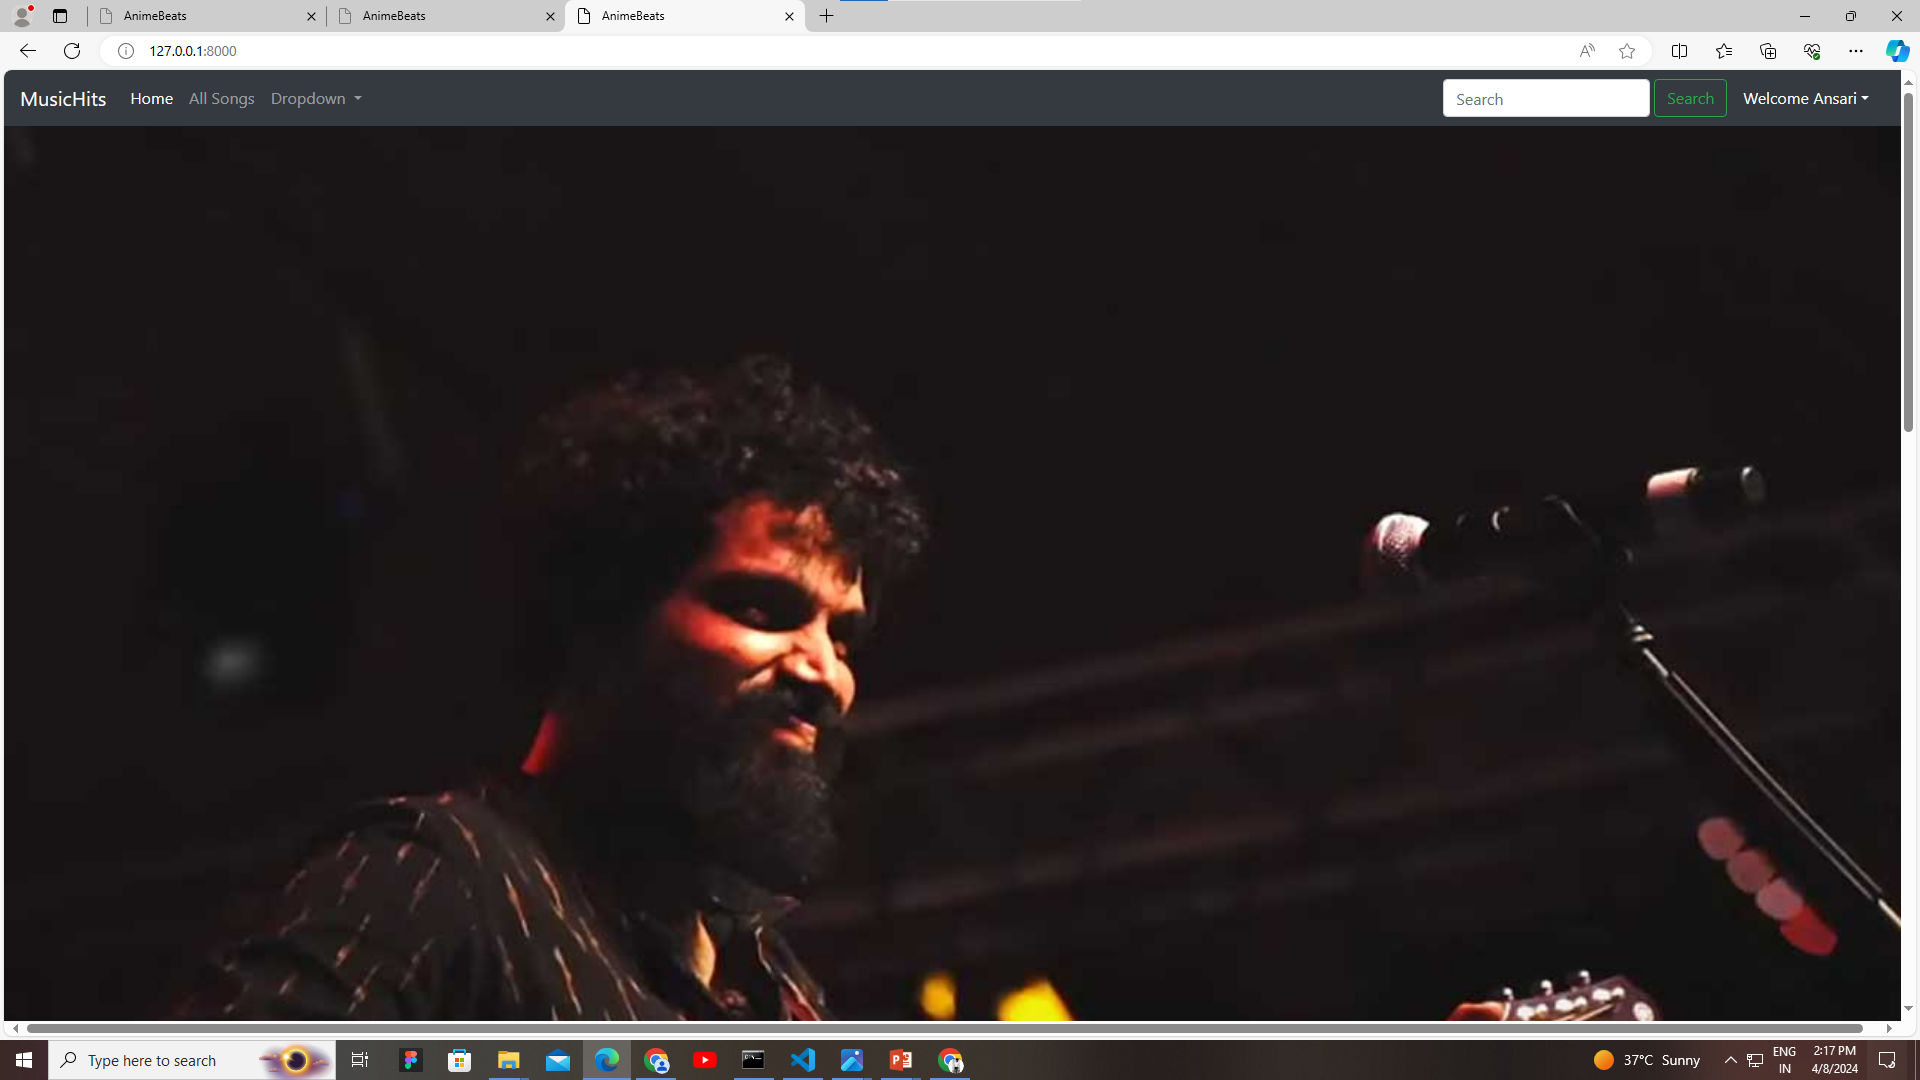 AnimeBeats AnimeBeats AnimeBeats
127.0.0.1:8000
MusicHits Home All Songs Dropdown Search Search Welcome Ansari
Type here to search 37°C Sunny ENG 2:17 PM
IN 4/8/2024